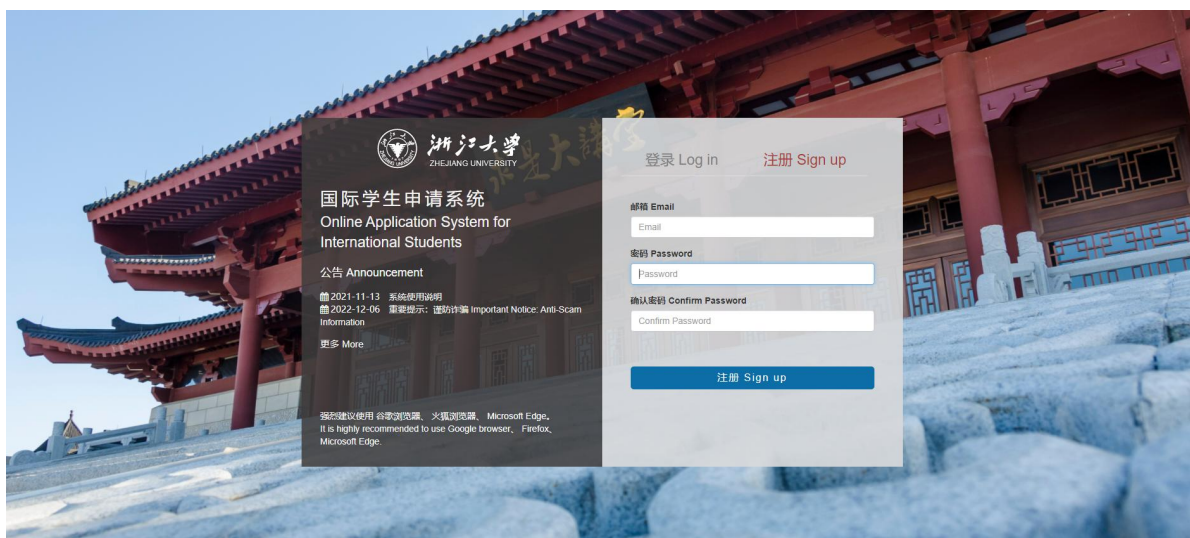 浙江大学
ZHEJIANG UNIVERSITY
国际学生申请系统
Online Application System for
International Students
公告 Announcement
2021-11-13 系统使用说明
2022-12-06 重要提示：谨防诈骗 Important Notice: Anti-Scam
Information
更多 More
强烈建议使用 谷歌浏览器、 火狐浏览器、 Microsoft Edge。
It is highly recommended to use Google browser、 Firefox、
Microsoft Edge.
登录 Log in
注册 Sign up
邮箱 Email
Email
密码 Password
Password
确认密码 Confirm Password
Confirm Password
注册 Sign up